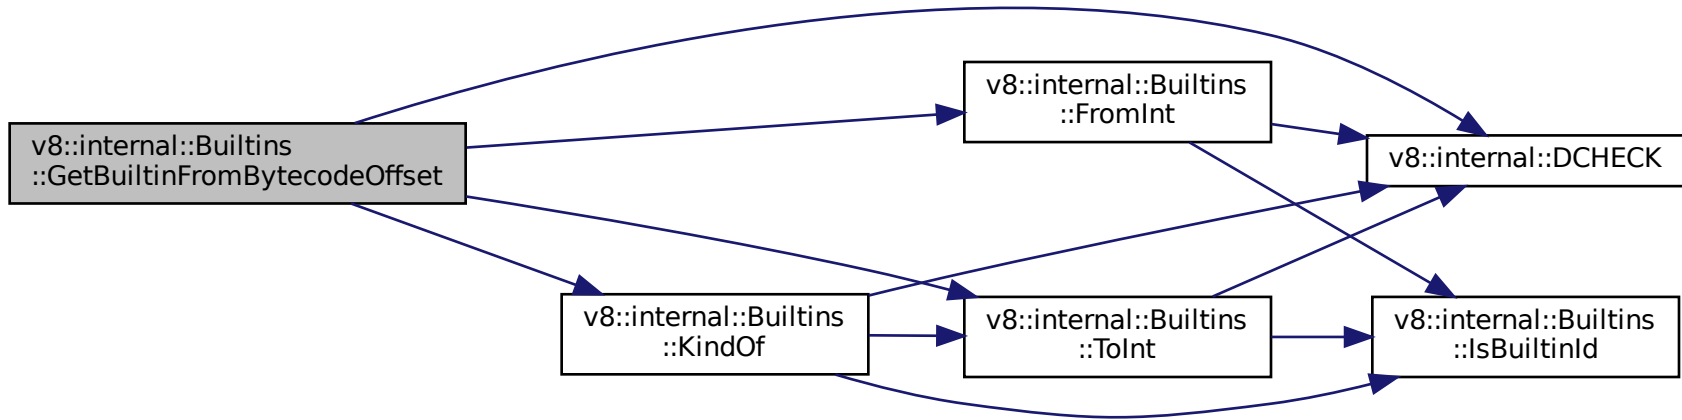 v8::internal::Builtins
::GetBuiltinFromBytecodeOffset
v8::internal::Builtins
::FromInt
v8::internal::DCHECK
v8::internal::Builtins
::KindOf
v8::internal::Builtins
::ToInt
v8::internal::Builtins
::IsBuiltinId